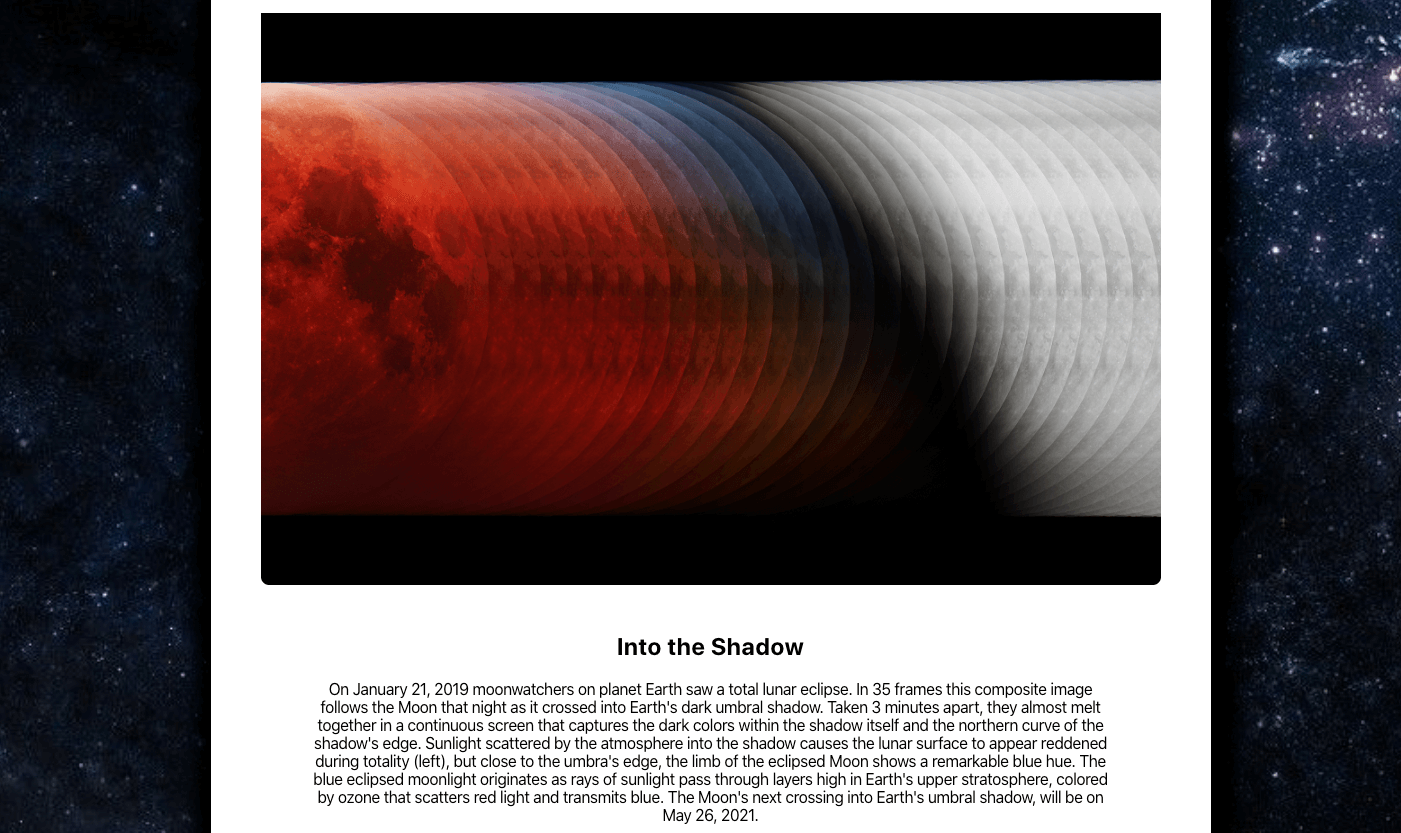 Into the Shadow
On January 21, 2019 moonwatchers on planet Earth saw a total lunar eclipse. In 35 frames this composite image
follows the Moon that night as it crossed into Earth's dark umbral shadow. Taken 3 minutes apart, they almost melt
together in a continuous screen that captures the dark colors within the shadow itself and the northern curve of the
shadow's edge. Sunlight scattered by the atmosphere into the shadow causes the lunar surface to appear reddened
during totality (left), but close to the umbra's edge, the limb of the eclipsed Moon shows a remarkable blue hue. The
blue eclipsed moonlight originates as rays of sunlight pass through layers high in Earth's upper stratosphere, colored
by ozone that scatters red light and transmits blue. The Moon's next crossing into Earth's umbral shadow, will be on
May 26, 2021.